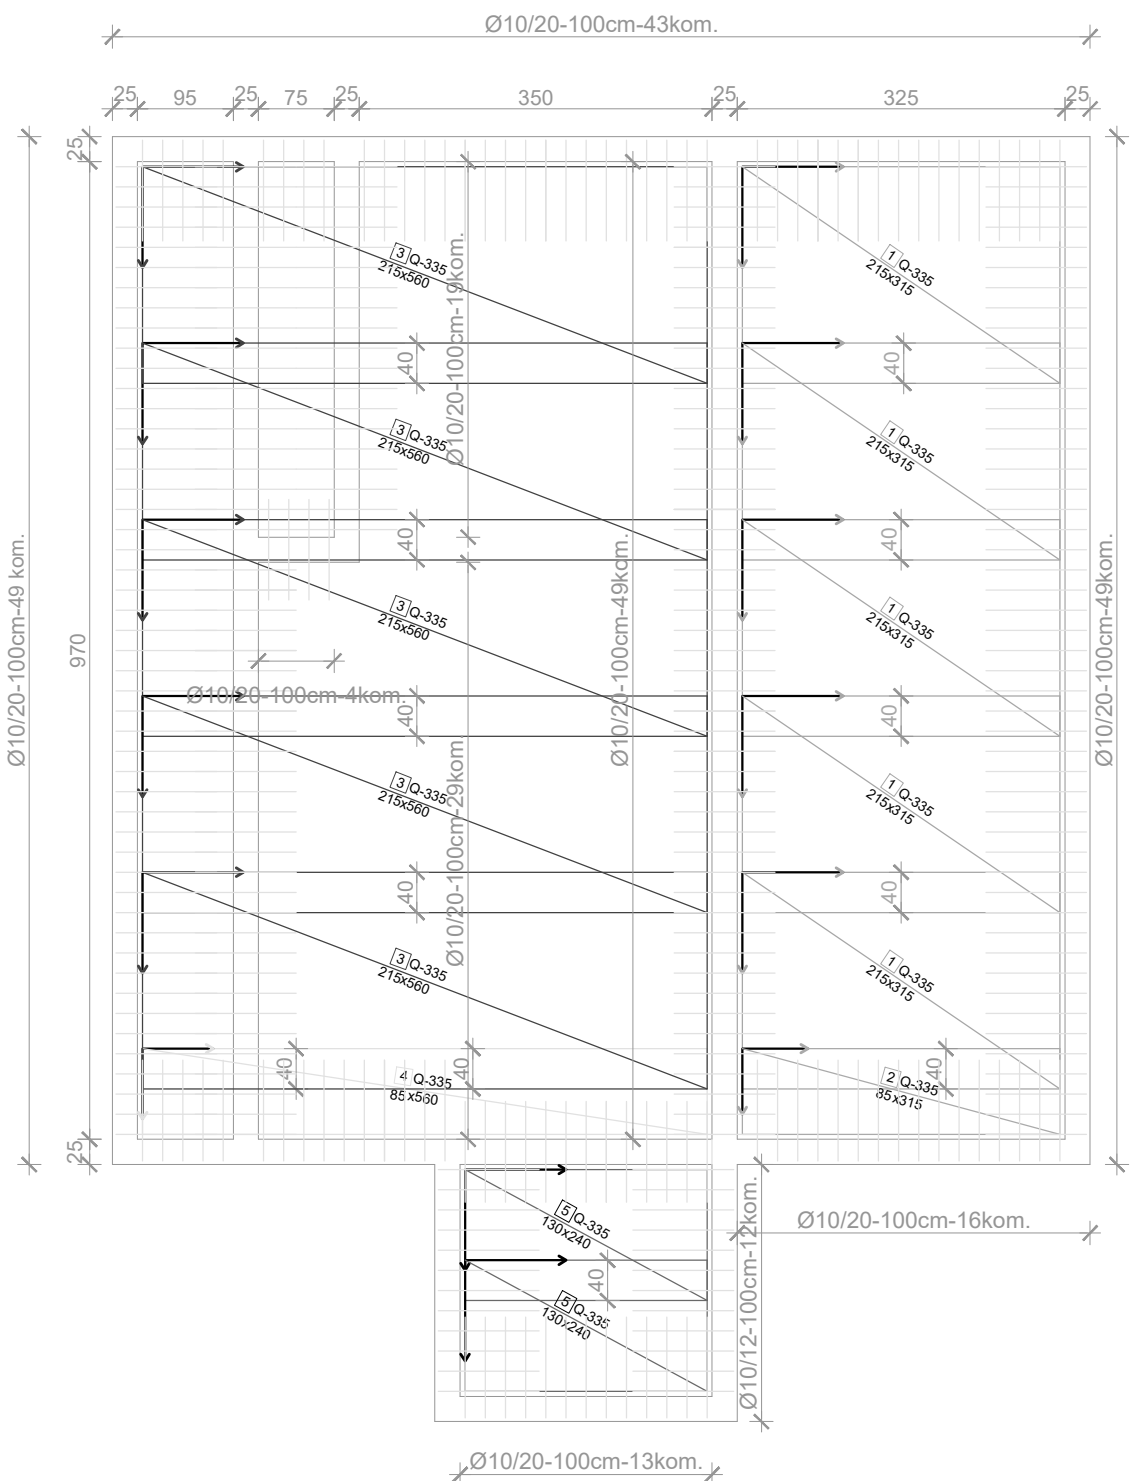 Ø10/20-100cm-43kom.
25
95
25
75
25
350
25
325
25
25
3 Q-335
215x560
1 Q-335
215x315
Ø10/20-100cm-19kom.
40
40
3 Q-335
215x560
1 Q-335
215x315
40
40
Ø10/20-100cm-49 kom.
970
Ø10/20-100cm-49kom.
Ø10/20-100cm-49kom.
3 Q-335
215x560
1 Q-335
215x315
Ø10/20-100cm-4kom.
40
40
3 Q-335
215x560
1 Q-335
215x315
Ø10/20-100cm-29kom
40
40
3 Q-335
215x560
1 Q-335
215x315
40
40
40
4 Q-335
85x560
2 Q-335
85x315
25
5 Q-335
130x240
Ø10/20-100cm-16kom.
40
5 Q-335
130x240
Ø10/12-100cm-12kom.
Ø10/20-100cm-13kom.